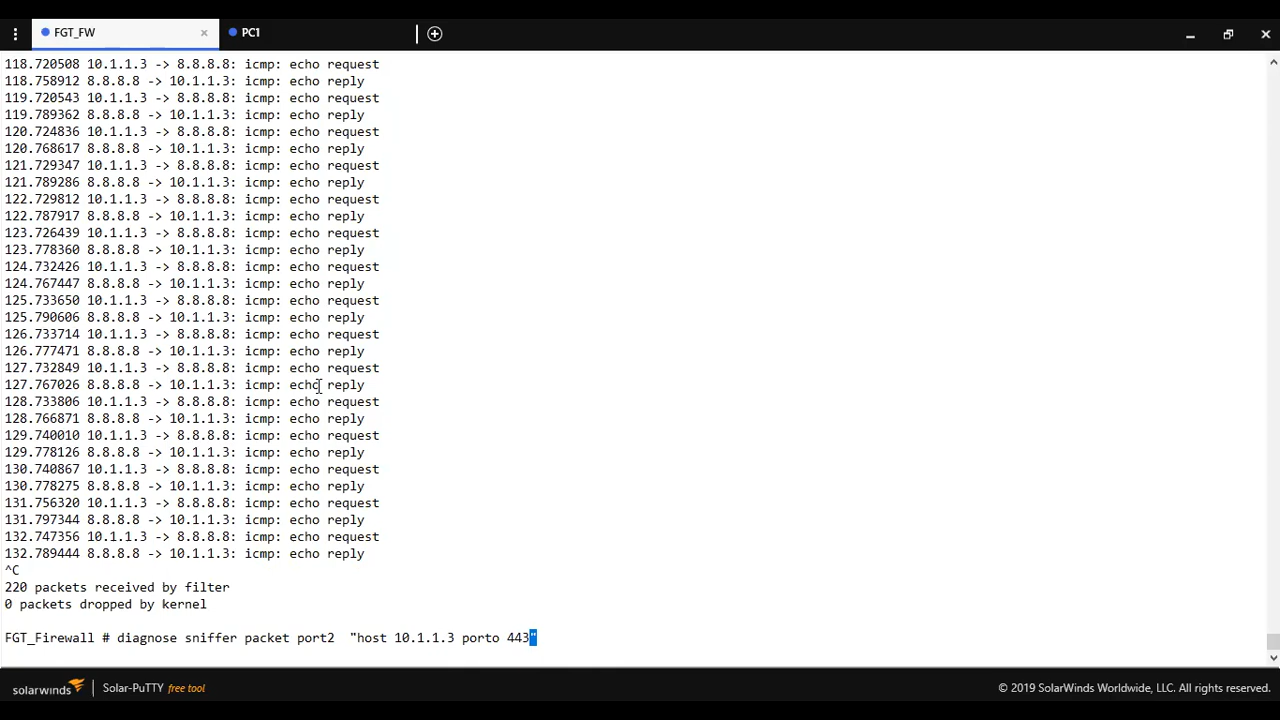 FGT_FW
PC1
118.720508 10.1.1.3 -> 8.8.8.8: icmp: echo request
118.758912 8.8.8.8 -> 10.1.1.3: icmp: echo reply
119.720543 10.1.1.3 -> 8.8.8.8: icmp: echo request
119.789362 8.8.8.8 -> 10.1.1.3: icmp: echo reply
120.724836 10.1.1.3 -> 8.8.8.8: icmp: echo request
120.768617 8.8.8.8 -> 10.1.1.3: icmp: echo reply
121.729347 10.1.1.3 -> 8.8.8.8: icmp: echo request
121.789286 8.8.8.8 -> 10.1.1.3: icmp: echo reply
122.729812 10.1.1.3 -> 8.8.8.8: icmp: echo request
122.787917 8.8.8.8 -> 10.1.1.3: icmp: echo reply
123.726439 10.1.1.3 -> 8.8.8.8: icmp: echo request
123.778360 8.8.8.8 -> 10.1.1.3: icmp: echo reply
124.732426 10.1.1.3 -> 8.8.8.8: icmp: echo request
124.767447 8.8.8.8 -> 10.1.1.3: icmp: echo reply
125.733650 10.1.1.3 -> 8.8.8.8: icmp: echo request
125.790606 8.8.8.8 -> 10.1.1.3: icmp: echo reply
126.733714 10.1.1.3 -> 8.8.8.8: icmp: echo request
126.777471 8.8.8.8 -> 10.1.1.3: icmp: echo reply
127.732849 10.1.1.3 -> 8.8.8.8: icmp: echo request
127.767026 8.8.8.8 -> 10.1.1.3: icmp: echo reply
128.733806 10.1.1.3 -> 8.8.8.8: icmp: echo request
128.766871 8.8.8.8 -> 10.1.1.3: icmp: echo reply
129.740010 10.1.1.3 -> 8.8.8.8: icmp: echo request
129.778126 8.8.8.8 -> 10.1.1.3: icmp: echo reply
130.740867 10.1.1.3 -> 8.8.8.8: icmp: echo request
130.778275 8.8.8.8 -> 10.1.1.3: icmp: echo reply
131.756320 10.1.1.3 -> 8.8.8.8: icmp: echo request
131.797344 8.8.8.8 -> 10.1.1.3: icmp: echo reply
132.747356 10.1.1.3 -> 8.8.8.8: icmp: echo request
132.789444 8.8.8.8 -> 10.1.1.3: icmp: echo reply
^C
220 packets received by filter
0 packets dropped by kernel
FGT_Firewall # diagnose sniffer packet port2  "host 10.1.1.3 porto 443"
solarwinds Solar-PuTTY free tool © 2019 SolarWinds Worldwide, LLC. All rights reserved.